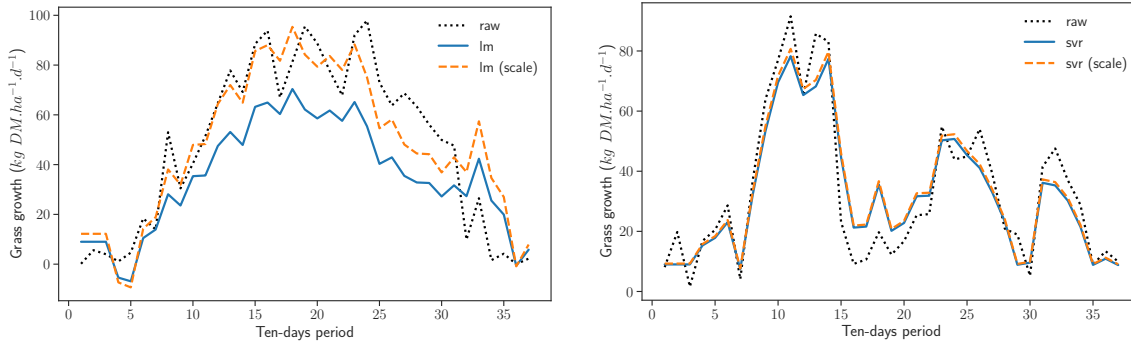 100
80
60
40
20
0
Grass growth (kg DM.ha⁻¹.d⁻¹)
0 5 10 15 20 25 30 35
Ten-days period
raw
lm
lm (scale)
80
60
40
20
0
Grass growth (kg DM.ha⁻¹.d⁻¹)
0 5 10 15 20 25 30 35
Ten-days period
raw
svr
svr (scale)